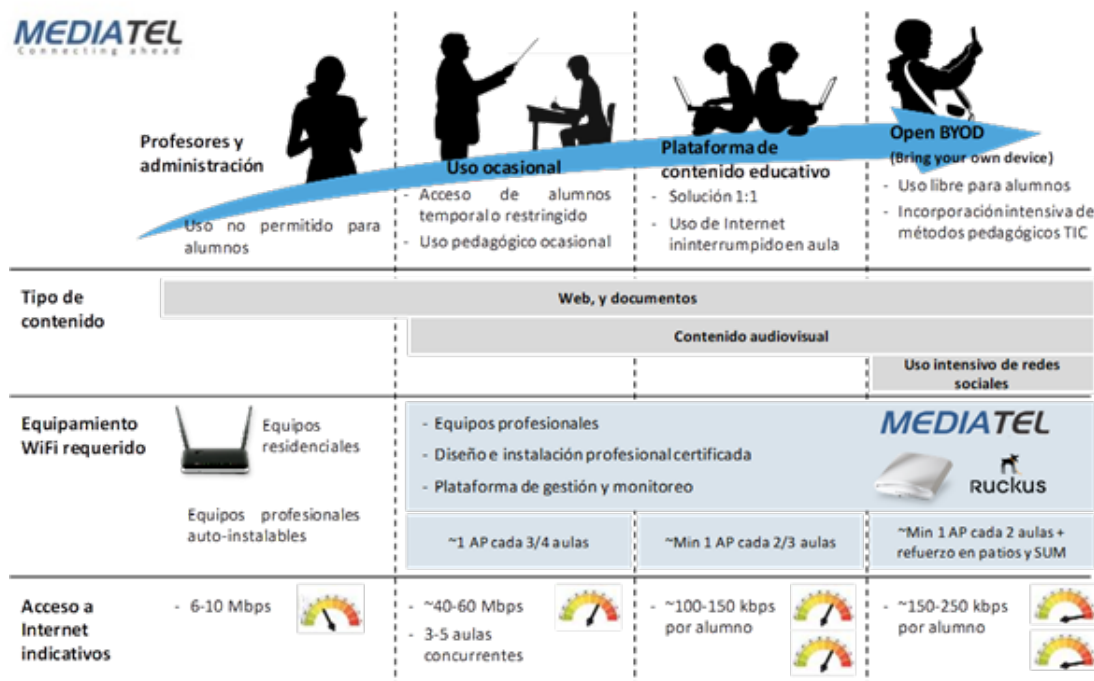 MEDIATEL
Connecting ahead
Profesores y
administración
Uso no permitido para
alumnos
Uso ocasional
- Acceso de alumnos
temporal o restringido
- Uso pedagógico ocasional
Plataforma de
contenido educativo
- Solución 1:1
- Uso de Internet
ininterrumpido en aula
Open BYOD
(Bring your own device)
- Uso libre para alumnos
- Incorporación intensiva de
métodos pedagógicos TIC
Tipo de
contenido
Web, y documentos
Contenido audiovisual
Uso intensivo de redes
sociales
Equipamiento
WiFi requerido
Equipos
residenciales
Equipos profesionales
auto-instalables
- Equipos profesionales
- Diseño e instalación profesional certificada
- Plataforma de gestión y monitoreo
MEDIATEL
RUCKUS
~1 AP cada 3/4 aulas
~Min 1 AP cada 2/3 aulas
~Min 1 AP cada 2 aulas +
refuerzo en patios y SUM
Acceso a
Internet
indicativos
- 6-10 Mbps
- ~40-60 Mbps
- 3-5 aulas
concurrentes
- ~100-150 kbps
por alumno
- ~150-250 kbps
por alumno